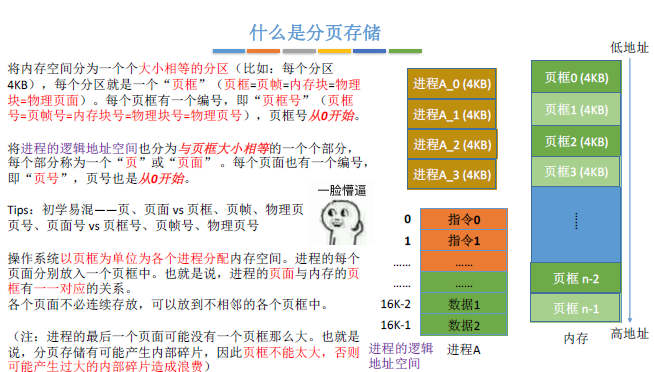 什么是分页存储
将内存空间分为一个个大小相等的分区（比如：每个分区
4KB），每个分区就是一个“页框”（页框=页帧=内存块=物理
块=物理页面）。每个页框有一个编号，即“页框号”（页框
号=页帧号=内存块号=物理块号=物理页号），页框号从0开始。
将进程的逻辑地址空间也分为与页框大小相等的一个个部分，
每个部分称为一个“页”或“页面” 。每个页面也有一个编号，
即“页号”，页号也是从0开始。
Tips：初学易混——页、页面 vs 页框、页帧、物理页
页号、页面号 vs 页框号、页帧号、物理页号
一脸懵逼
操作系统以页框为单位为各个进程分配内存空间。进程的每个
页面分别放入一个页框中。也就是说，进程的页面与内存的页
框有一一对应的关系。
各个页面不必连续存放，可以放到不相邻的各个页框中。
（注：进程的最后一个页面可能没有一个页框那么大。也就是
说，分页存储有可能产生内部碎片，因此页框不能太大，否则
可能产生过大的内部碎片造成浪费）
进程A_0 (4KB)
进程A_1 (4KB)
进程A_2 (4KB)
进程A_3 (4KB)
0 指令0
1 指令1
…… ……
…… ……
16K-2 数据1
16K-1 数据2
进程的逻辑
地址空间
进程A
低地址
页框0 (4KB)
页框1 (4KB)
页框2 (4KB)
页框3 (4KB)
……
页框 n-2
页框 n-1
内存
高地址